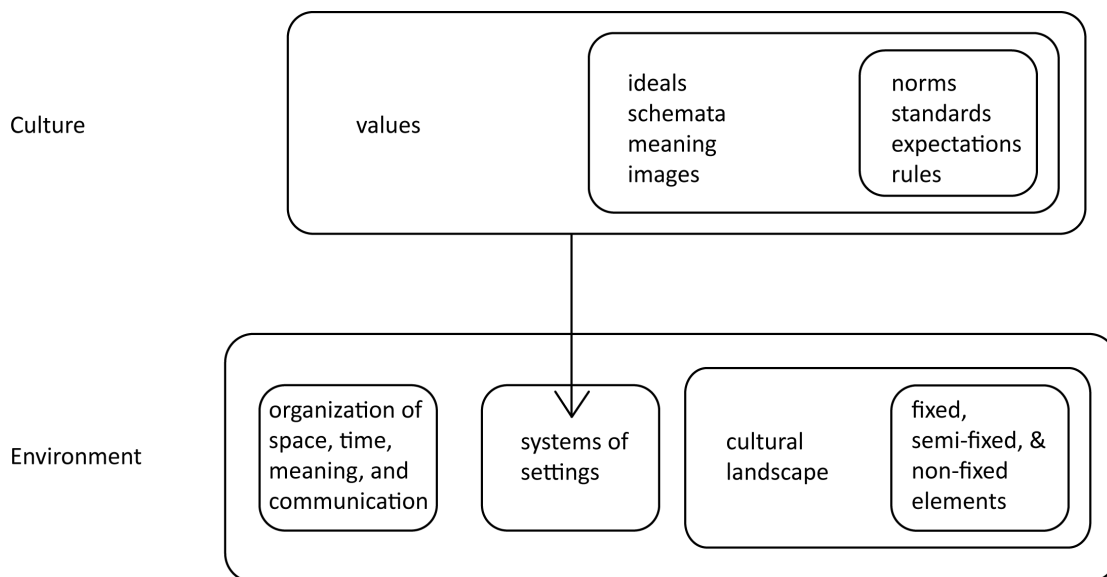 Culture
values
ideals
schemata
meaning
images
norms
standards
expectations
rules
Environment
organization of
space, time,
meaning, and
communication
systems of
settings
cultural
landscape
fixed,
semi-fixed, &
non-fixed
elements